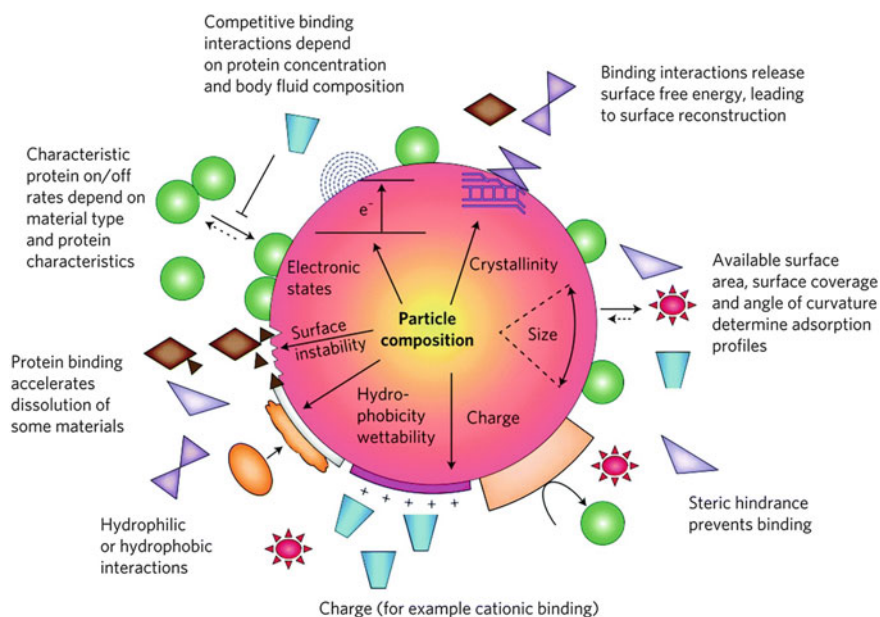 Competitive binding
interactions depend
on protein concentration
and body fluid composition
Binding interactions release
surface free energy, leading
to surface reconstruction
Characteristic
protein on/off
rates depend on
material type
and protein
characteristics
e-
Electronic
states
Crystallinity
Available surface
area, surface coverage
and angle of curvature
determine adsorption
profiles
Particle
composition
Surface
instability
Size
Protein binding
accelerates
dissolution of
some materials
Hydro-
phobicity
wettability
Charge
+ + + + + + +
Steric hindrance
prevents binding
Hydrophilic
or hydrophobic
interactions
Charge (for example cationic binding)